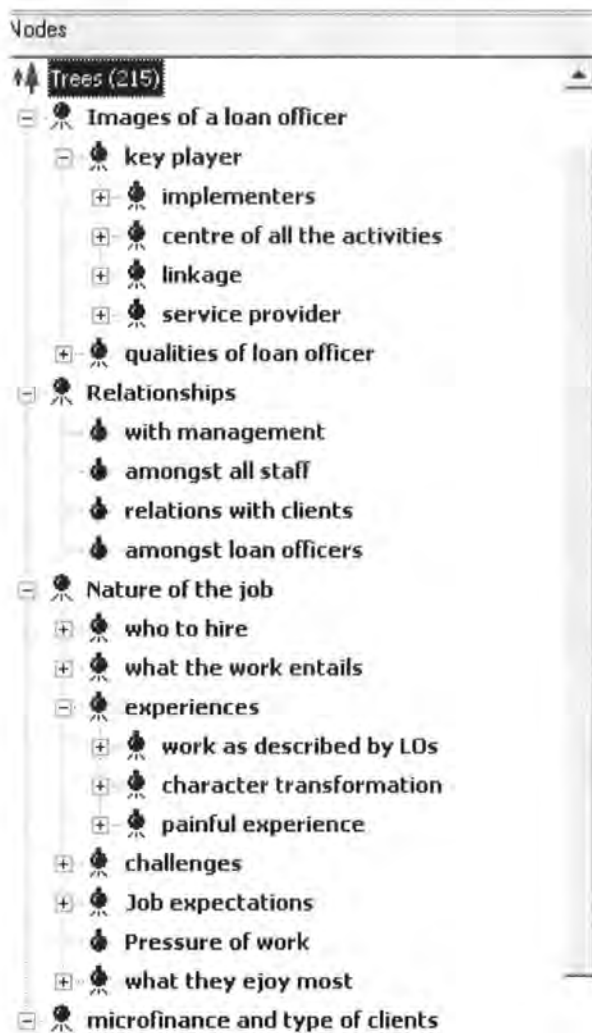 Nodes
Trees (215)
Images of a loan officer
key player
implementers
centre of all the activities
linkage
service provider
qualities of loan officer
Relationships
with management
amongst all staff
relations with clients
amongst loan officers
Nature of the job
who to hire
what the work entails
experiences
work as described by LOs
character transformation
painful experience
challenges
Job expectations
Pressure of work
what they ejoy most
microfinance and type of clients